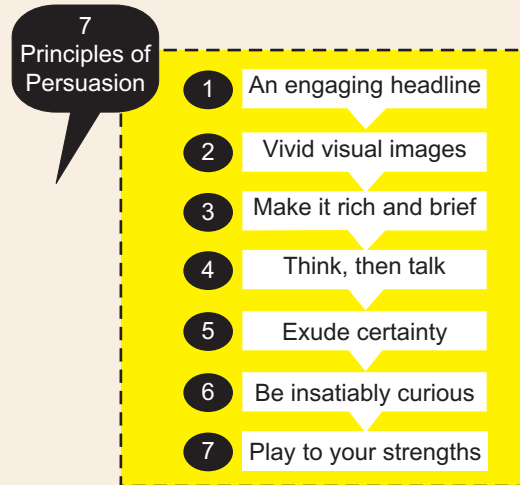 7
Principles of
Persuasion
1 An engaging headline
2 Vivid visual images
3 Make it rich and brief
4 Think, then talk
5 Exude certainty
6 Be insatiably curious
7 Play to your strengths